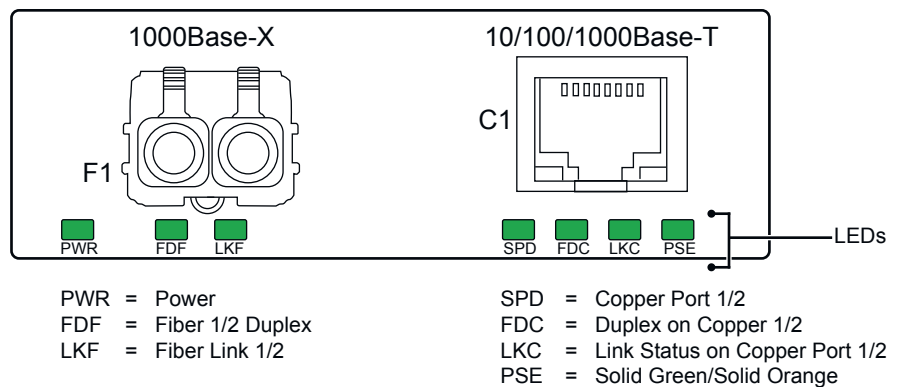 1000Base-X
10/100/1000Base-T
F1
C1
PWR
FDF
LKF
SPD
FDC
LKC
PSE
LEDs
PWR = Power
FDF = Fiber 1/2 Duplex
LKF = Fiber Link 1/2
SPD = Copper Port 1/2
FDC = Duplex on Copper 1/2
LKC = Link Status on Copper Port 1/2
PSE = Solid Green/Solid Orange